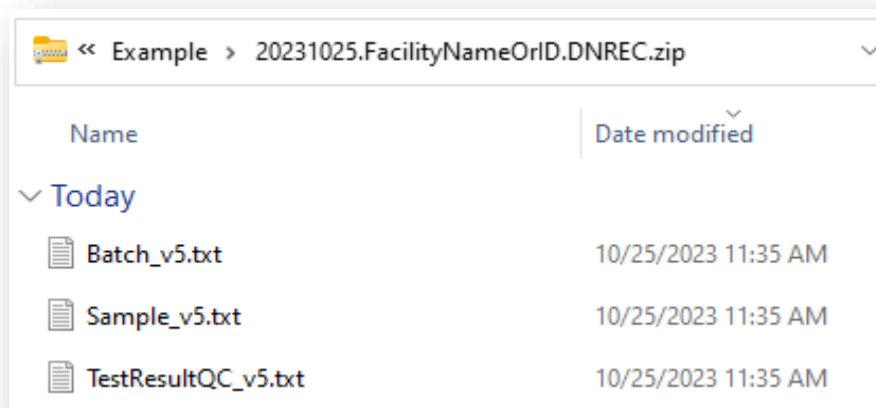 « Example > 20231025.FacilityNameOrID.DNREC.zip
Name Date modified
Today
Batch_v5.txt 10/25/2023 11:35 AM
Sample_v5.txt 10/25/2023 11:35 AM
TestResultQC_v5.txt 10/25/2023 11:35 AM